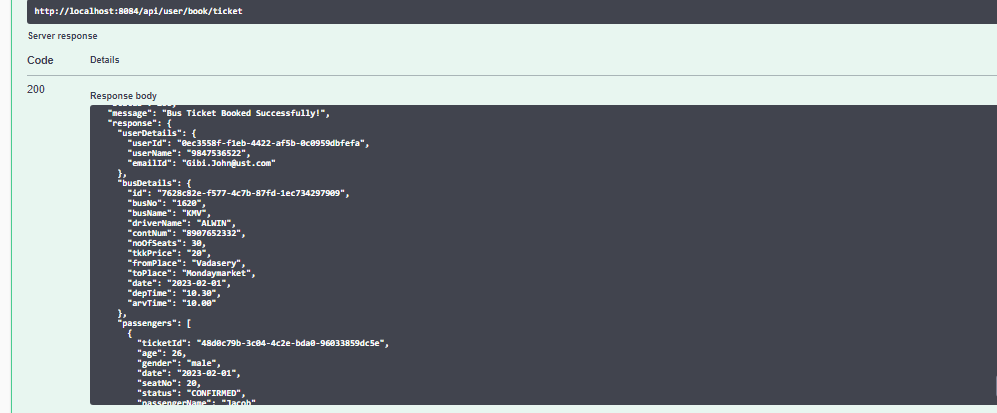 http://localhost:8084/api/user/book/ticket
Server response
Code Details
200
Response body
"message": "Bus Ticket Booked Successfully!",
"response": {
"userDetails": {
"userId": "0ec3558f-f1eb-4422-af5b-0c0959dbfefa",
"userName": "9847536522",
"emailId": "Gibi.John@ust.com"
},
"busDetails": {
"id": "7628c82e-f577-4c7b-87fd-1ec734297909",
"busNo": "1620",
"busName": "KMV",
"driverName": "ALWIN",
"contNum": "8907652332",
"noOfSeats": 30,
"tkkPrice": "20",
"fromPlace": "Vadasery",
"toPlace": "Mondaymarket",
"date": "2023-02-01",
"depTime": "10.30",
"arvTime": "10.00"
},
"passengers": [
{
"ticketId": "48d0c79b-3c04-4c2e-bda0-96033859dc5e",
"age": 26,
"gender": "male",
"date": "2023-02-01",
"seatNo": 20,
"status": "CONFIRMED",
"passengerName": "Jacob"